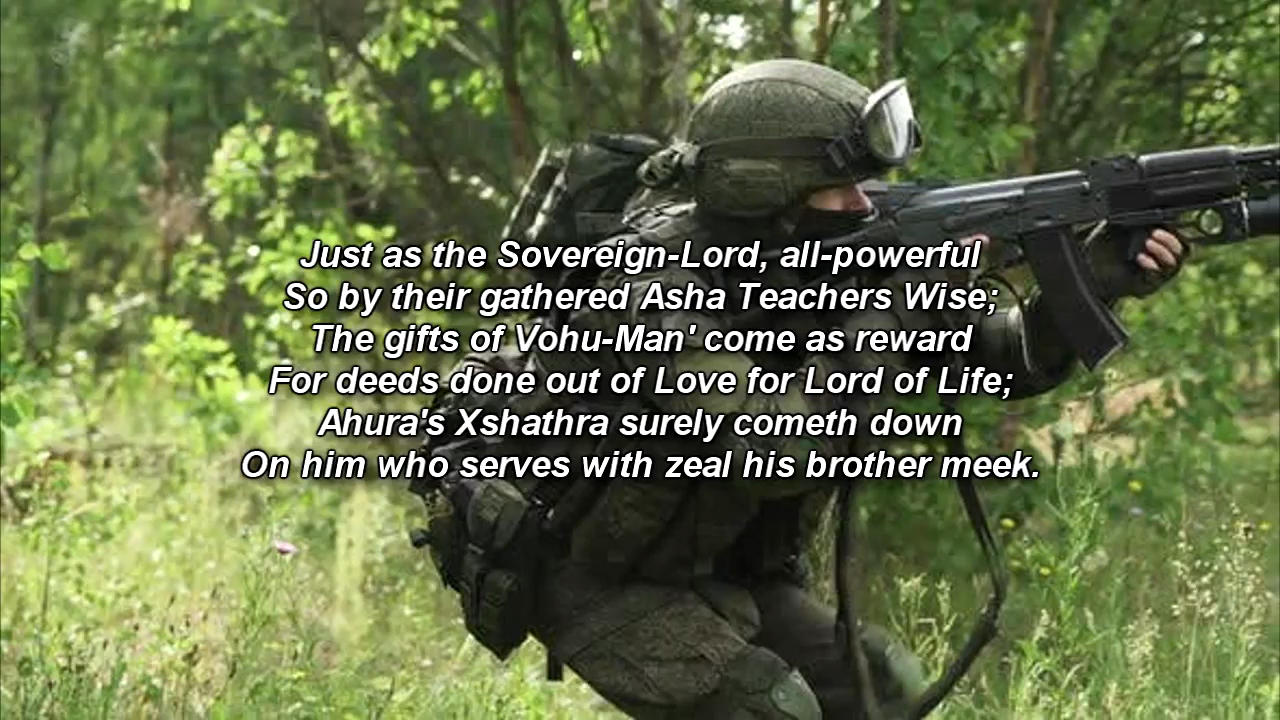 Just as the Sovereign-Lord, all-powerful
So by their gathered Asha Teachers Wise;
The gifts of Vohu-Man' come as reward
For deeds done out of Love for Lord of Life;
Ahura's Xshathra surely cometh down
On him who serves with zeal his brother meek.